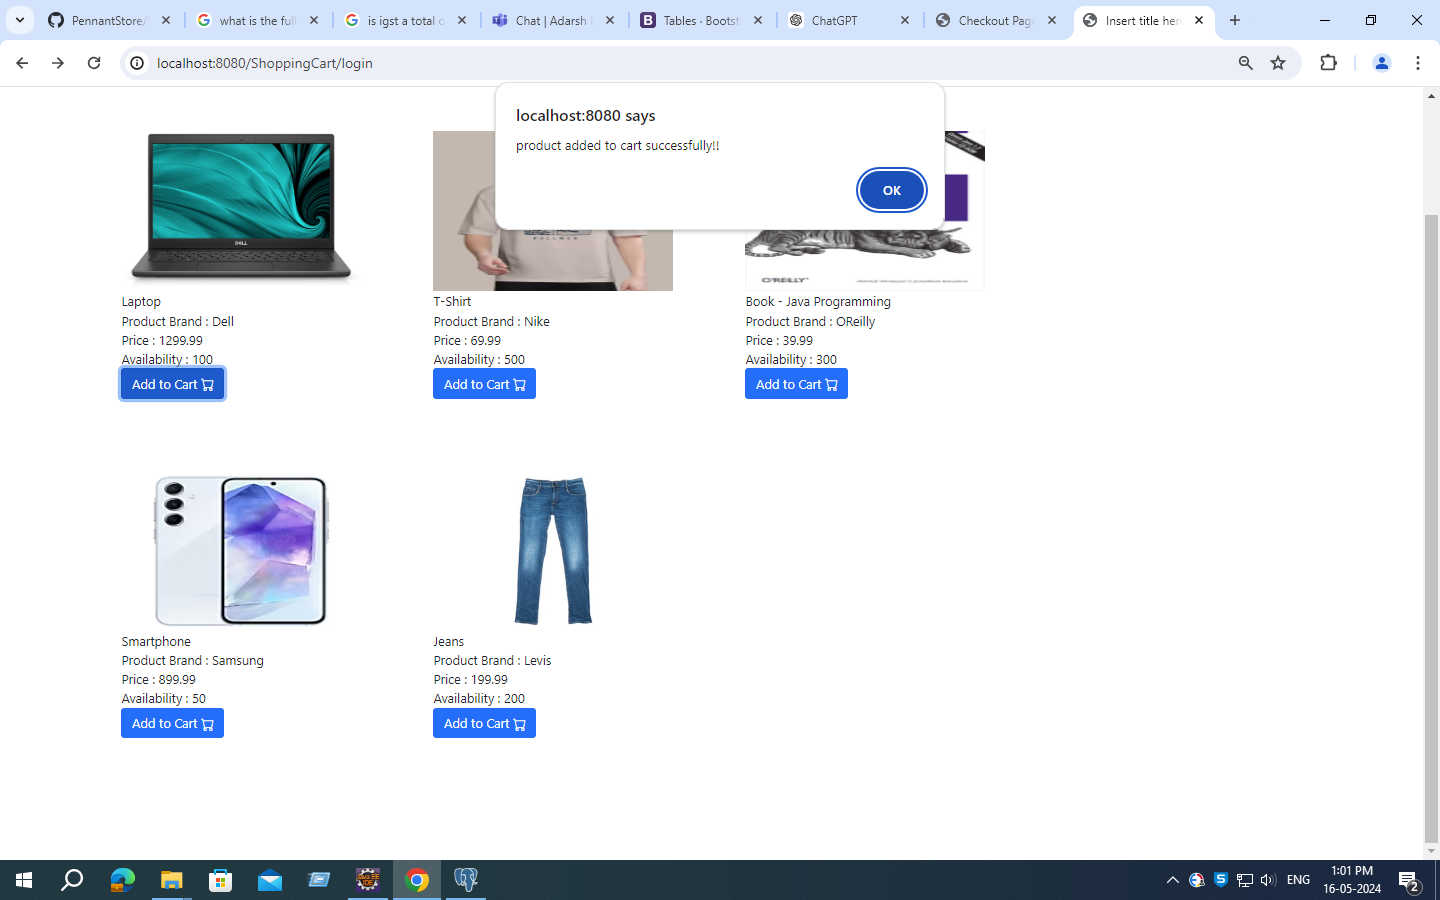 PennantStore/
what is the full
is igst a total o
Chat | Adarsh
Tables - Bootst
ChatGPT
Checkout Page
Insert title here
localhost:8080/ShoppingCart/login
localhost:8080 says
product added to cart successfully!!
OK
DELL
O'REILLY
Laptop
Product Brand : Dell
Price : 1299.99
Availability : 100
Add to Cart
T-Shirt
Product Brand : Nike
Price : 69.99
Availability : 500
Add to Cart
Book - Java Programming
Product Brand : OReilly
Price : 39.99
Availability : 300
Add to Cart
Smartphone
Product Brand : Samsung
Price : 899.99
Availability : 50
Add to Cart
Jeans
Product Brand : Levis
Price : 199.99
Availability : 200
Add to Cart
ENG
1:01 PM
16-05-2024
2